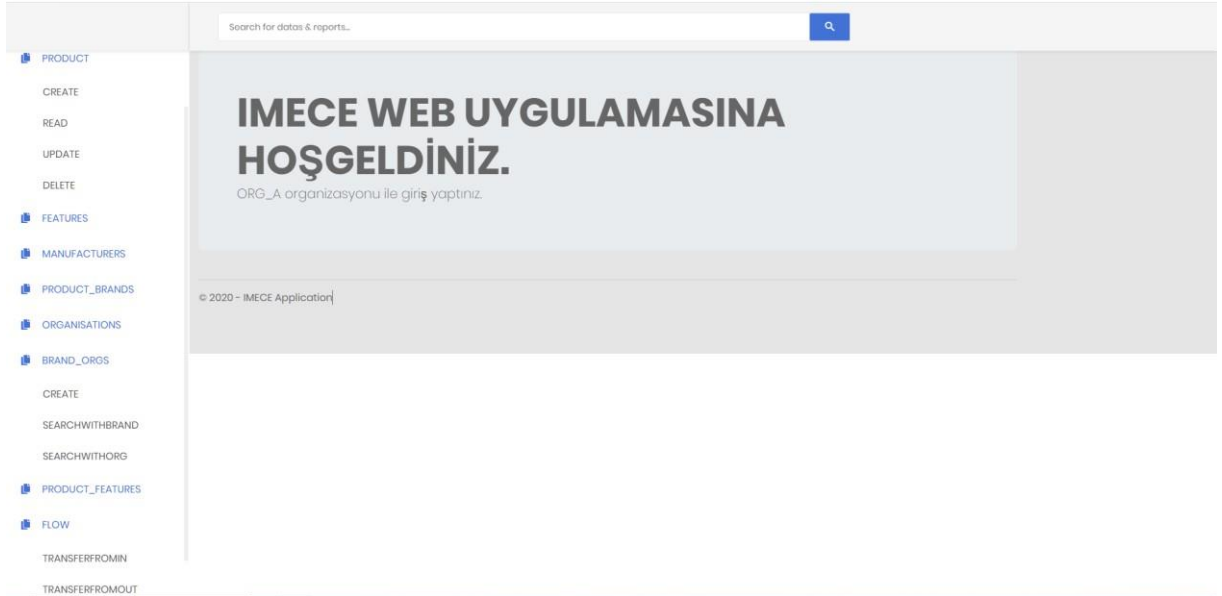 Search for datas & reports...
PRODUCT
CREATE
READ
UPDATE
DELETE
FEATURES
MANUFACTURERS
PRODUCT_BRANDS
ORGANISATIONS
BRAND_ORGS
CREATE
SEARCHWITHBRAND
SEARCHWITHORG
PRODUCT_FEATURES
FLOW
TRANSFERFROMIN
TRANSFERFROMOUT
IMECE WEB UYGULAMASINA
HOŞGELDİNİZ.
ORG_A organizasyonu ile giriş yaptınız.
© 2020 - IMECE Application